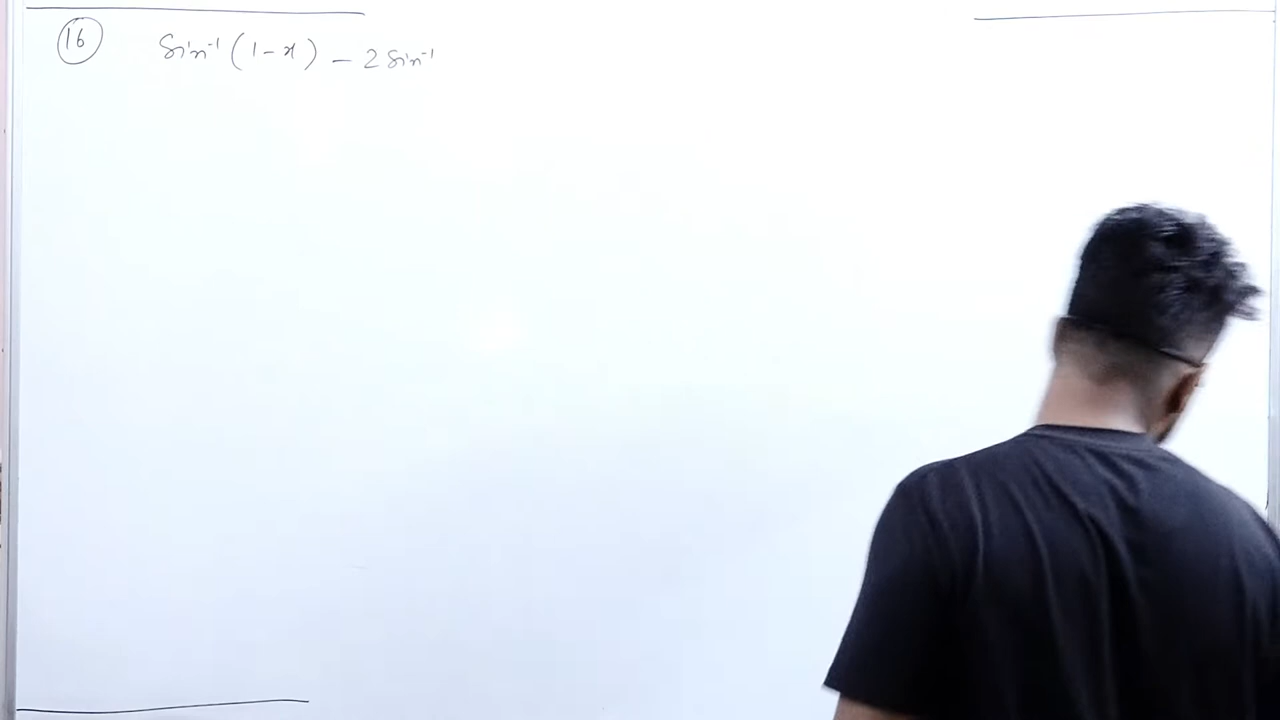 16 Sin⁻¹ (1-x) - 2 Sin⁻¹